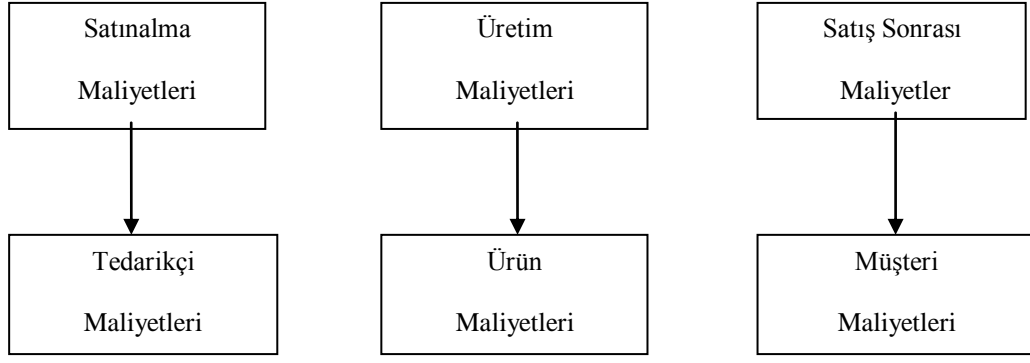 Satınalma
Maliyetleri
Üretim
Maliyetleri
Satış Sonrası
Maliyetler
Tedarikçi
Maliyetleri
Ürün
Maliyetleri
Müşteri
Maliyetleri